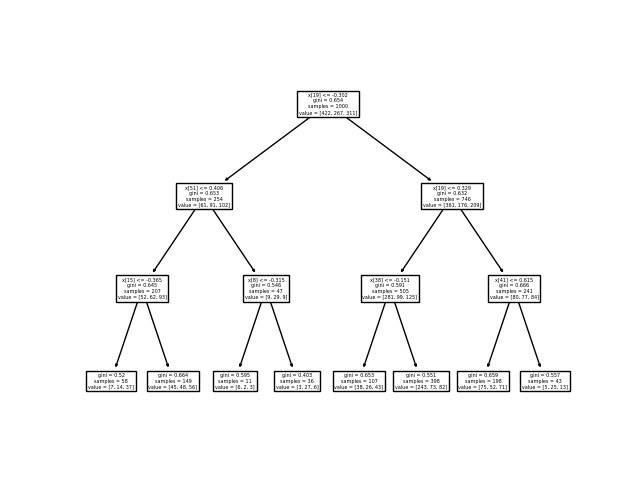 x[19] <= -0.302
gini = 0.654
samples = 1000
value = [422, 267, 311]
x[51] <= 0.406
gini = 0.653
samples = 254
value = [61, 91, 102]
x[19] <= 0.329
gini = 0.632
samples = 746
value = [361, 176, 209]
x[15] <= -0.365
gini = 0.645
samples = 207
value = [52, 62, 93]
x[8] <= -0.315
gini = 0.546
samples = 47
value = [9, 29, 9]
x[38] <= -0.151
gini = 0.591
samples = 505
value = [281, 99, 125]
x[41] <= 0.615
gini = 0.666
samples = 241
value = [80, 77, 84]
gini = 0.52
samples = 58
value = [7, 14, 37]
gini = 0.664
samples = 149
value = [45, 48, 56]
gini = 0.595
samples = 11
value = [6, 2, 3]
gini = 0.403
samples = 36
value = [3, 27, 6]
gini = 0.653
samples = 107
value = [38, 26, 43]
gini = 0.551
samples = 398
value = [243, 73, 82]
gini = 0.659
samples = 198
value = [75, 52, 71]
gini = 0.557
samples = 43
value = [5, 25, 13]